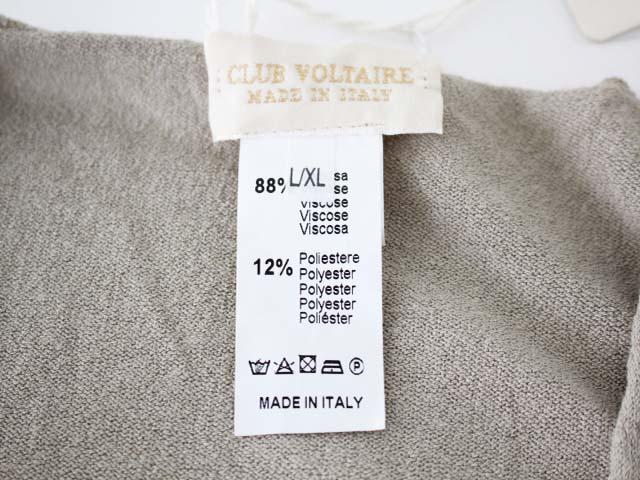 CLUB VOLTAIRE
MADE IN ITALY
L/XL
88% sa
se
Viscose
Viscose
Viscosa
12% Poliestere
Polyester
Polyester
Polyester
Poliéster
P
MADE IN ITALY